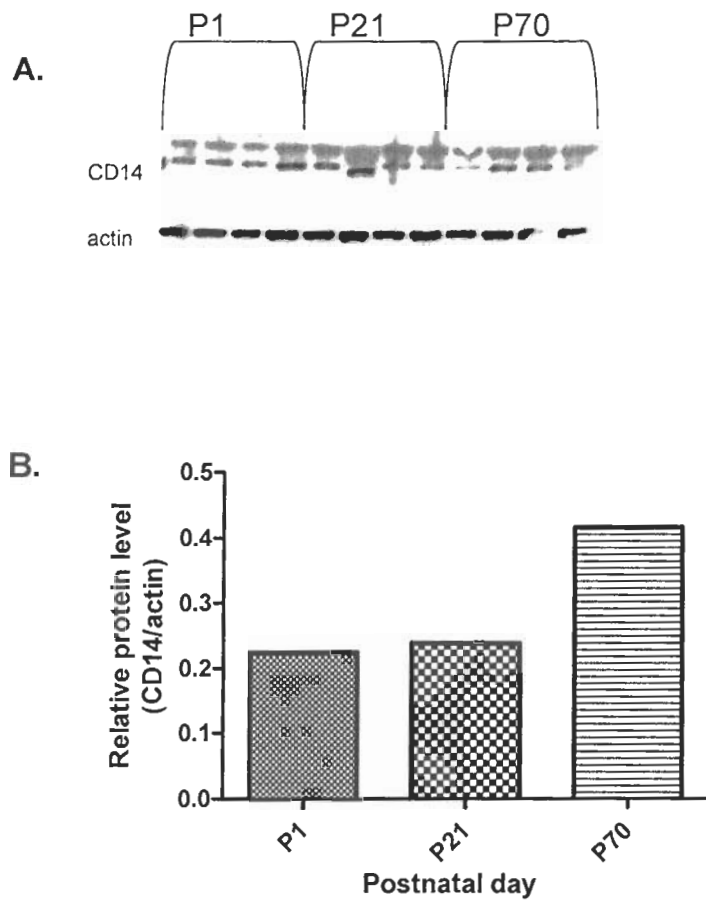 P1 P21 P70
A.
CD14
actin
B.
0.5
0.4
0.3
0.2
0.1
0.0
Relative protein level
(CD14/actin)
P1 P21 P70
Postnatal day